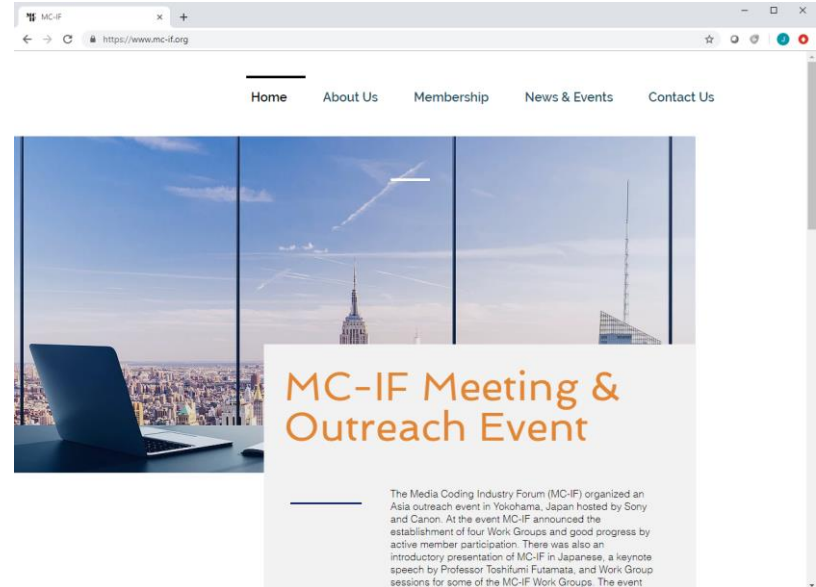 MC-IF
https://www.mc-if.org
J
Home About Us Membership News & Events Contact Us
MC-IF Meeting &
Outreach Event
The Media Coding Industry Forum (MC-IF) organized an
Asia outreach event in Yokohama, Japan hosted by Sony
and Canon. At the event MC-IF announced the
establishment of four Work Groups and good progress by
active member participation. There was also an
introductory presentation of MC-IF in Japanese, a keynote
speech by Professor Toshifumi Futamata, and Work Group
sessions for some of the MC-IF Work Groups. The event